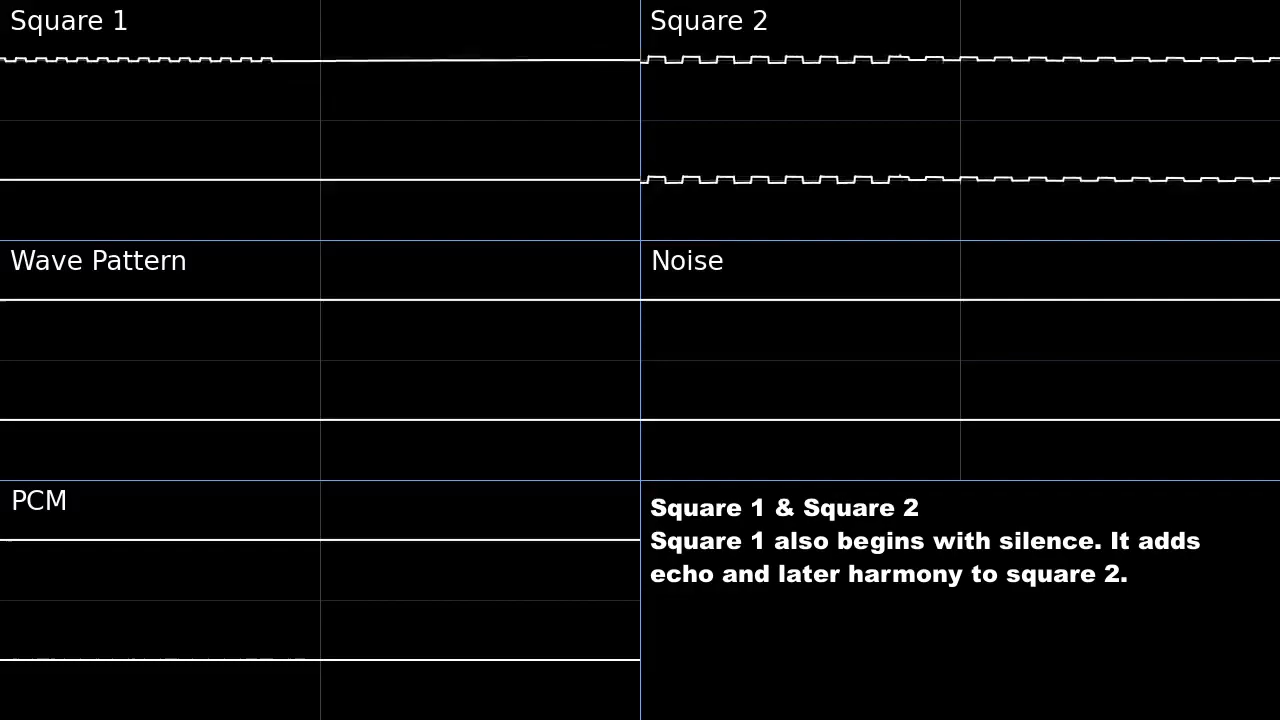 Square 1
Square 2
Wave Pattern
Noise
PCM
Square 1 & Square 2
Square 1 also begins with silence. It adds
echo and later harmony to square 2.